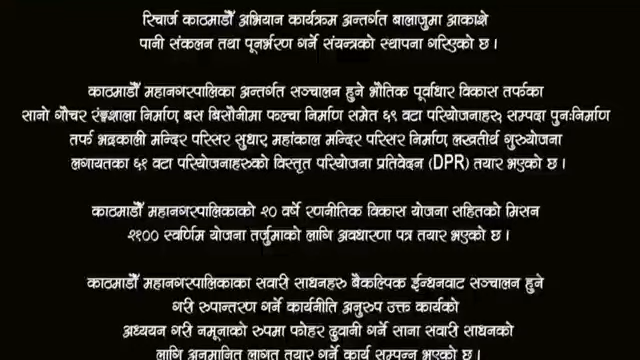 रिचार्ज काठमाडौँ अभियान कार्यक्रम अन्तर्गत बालाजुमा आकाशे
पानी संकलन तथा पूनर्भरण गर्ने संयन्त्रको स्थापना गरिएको छ ।
काठमाडौँ महानगरपालिका अन्तर्गत सञ्चालन हुने भौतिक पूर्वाधार विकास तर्फका
सानो गौचर रंङ्गशाला निर्माण, बस बिसौनीमा फल्चा निर्माण समेत ६९ वटा परियोजनाहरु, सम्पदा पुनःनिर्माण
तर्फ भद्रकाली मन्दिर परिसर सुधार, महांकाल मन्दिर परिसर निर्माण, लखतीर्थ गुरुयोजना
लगायतका ६१ वटा परियोजनाहरुको विस्तृत परियोजना प्रतिवेदन (DPR) तयार भएको छ ।
काठमाडौँ महानगरपालिकाको २० वर्षे रणनीतिक विकास योजना सहितको मिसन
२१०० स्वर्णिम योजना तर्जुमाको लागि अवधारणा पत्र तयार भएको छ ।
काठमाडौँ महानगरपालिकाका सवारी साधनहरु बैकल्पिक ईन्धनवाट सञ्चालन हुने
गरी रुपान्तरण गर्ने कार्यनीति अनुरुप उक्त कार्यको
अध्ययन गरी नमूनाको रुपमा फोहर ढुवानी गर्ने साना सवारी साधनको
लागि अनुमानित लागत तयार गर्ने कार्य सम्पन्न भएको छ ।